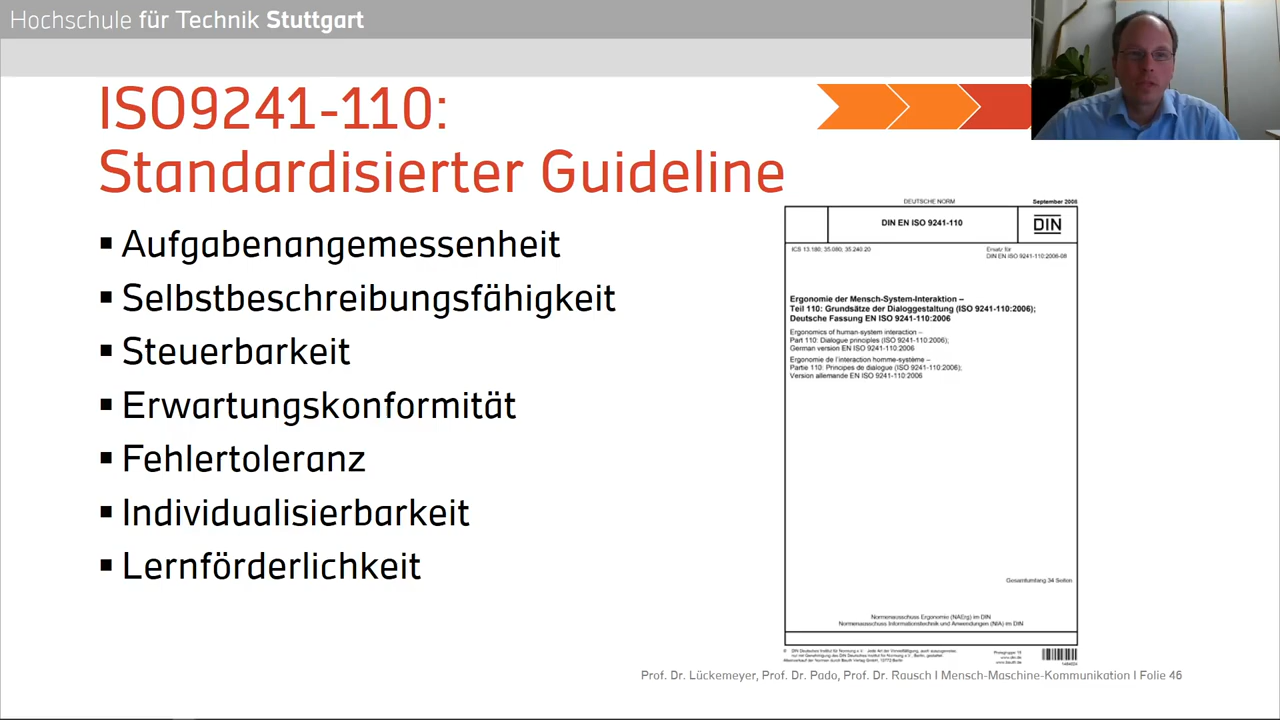 Hochschule für Technik Stuttgart
ISO9241-110:
Standardisierter Guideline
Aufgabenangemessenheit
Selbstbeschreibungsfähigkeit
Steuerbarkeit
Erwartungskonformität
Fehlertoleranz
Individualisierbarkeit
Lernförderlichkeit
DEUTSCHE NORM
September 2008
DIN EN ISO 9241-110
DIN
ICS 13.180; 35.080; 35.240.20
Ersatz für
DIN EN ISO 9241-110:2006-08
Ergonomie der Mensch-System-Interaktion –
Teil 110: Grundsätze der Dialoggestaltung (ISO 9241-110:2006);
Deutsche Fassung EN ISO 9241-110:2006
Ergonomics of human-system interaction –
Part 110: Dialogue principles (ISO 9241-110:2006);
German version EN ISO 9241-110:2006
Ergonomie de l'interaction homme-système –
Partie 110: Principes de dialogue (ISO 9241-110:2006);
Version allemande EN ISO 9241-110:2006
Gesamtumfang 34 Seiten
Normenausschuss Ergonomie (NAErg) im DIN
Normenausschuss Informationstechnik und Anwendungen (NIA) im DIN
Prof. Dr. Lückemeyer, Prof. Dr. Pado, Prof. Dr. Rausch I Mensch-Maschine-Kommunikation I Folie 46